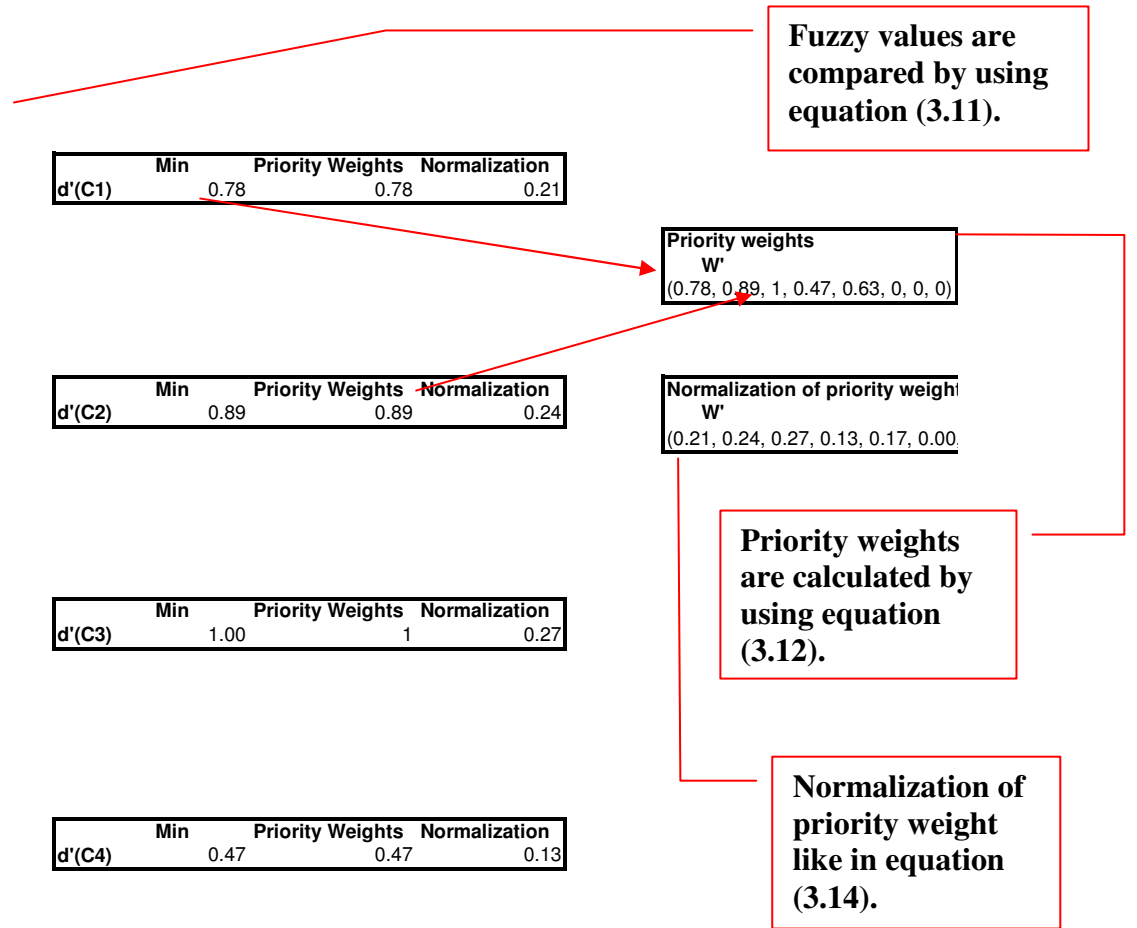 Fuzzy values are
compared by using
equation (3.11).
Min Priority Weights Normalization
d'(C1) 0.78 0.78 0.21
Priority weights
W'
(0.78, 0.89, 1, 0.47, 0.63, 0, 0, 0)
Min Priority Weights Normalization
d'(C2) 0.89 0.89 0.24
Normalization of priority weight
W'
(0.21, 0.24, 0.27, 0.13, 0.17, 0.00,
Priority weights
are calculated by
using equation
(3.12).
Min Priority Weights Normalization
d'(C3) 1.00 1 0.27
Normalization of
priority weight
like in equation
(3.14).
Min Priority Weights Normalization
d'(C4) 0.47 0.47 0.13